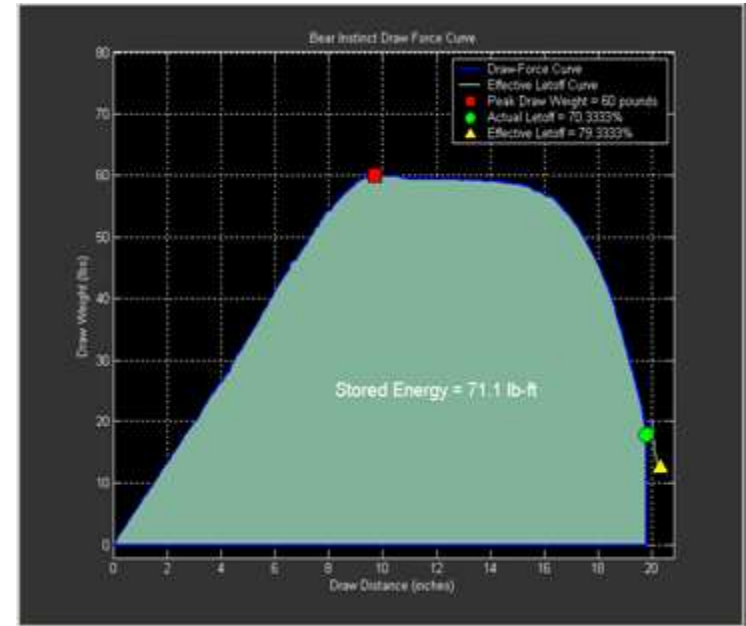 Bear Instinct Draw Force Curve
Draw-Force Curve
Effective Letoff Curve
Peak Draw Weight = 60 pounds
Actual Letoff = 70.3333%
Effective Letoff = 79.3333%
80
70
60
50
40
30
20
10
0
Draw Weight (lbs)
Stored Energy = 71.1 lb-ft
0 2 4 6 8 10 12 14 16 18 20
Draw Distance (inches)